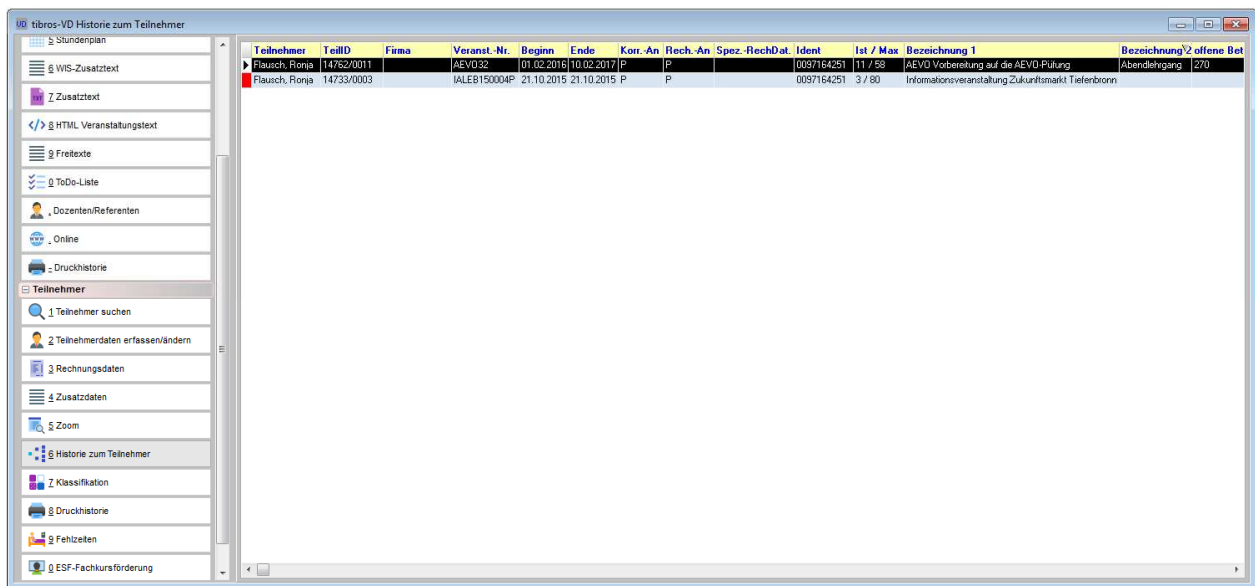 VD tibros-VD Historie zum Teilnehmer
5 Stundenplan
6 WIS-Zusatztext
7 Zusatztext
8 HTML Veranstaltungstext
9 Freitexte
0 ToDo-Liste
, Dozenten/Referenten
. Online
- Druckhistorie
Teilnehmer
1 Teilnehmer suchen
2 Teilnehmerdaten erfassen/ändern
3 Rechnungsdaten
4 Zusatzdaten
5 Zoom
6 Historie zum Teilnehmer
7 Klassifikation
8 Druckhistorie
9 Fehlzeiten
0 ESF-Fachkursförderung
Teilnehmer TeilID Firma Veranst.-Nr. Beginn Ende Korr.-An Rech.-An Spez.-RechDat. Ident Ist / Max Bezeichnung 1 Bezeichnung 2 offene Bet
Flausch, Ronja 14762/0011 AEVO32 01.02.2016 10.02.2017 P P 0097164251 11 / 58 AEVO Vorbereitung auf die AEVO-Püfung Abendlehrgang 270
Flausch, Ronja 14733/0003 IALEB150004P 21.10.2015 21.10.2015 P P 0097164251 3 / 80 Informationsveranstaltung Zukunftsmarkt Tiefenbronn